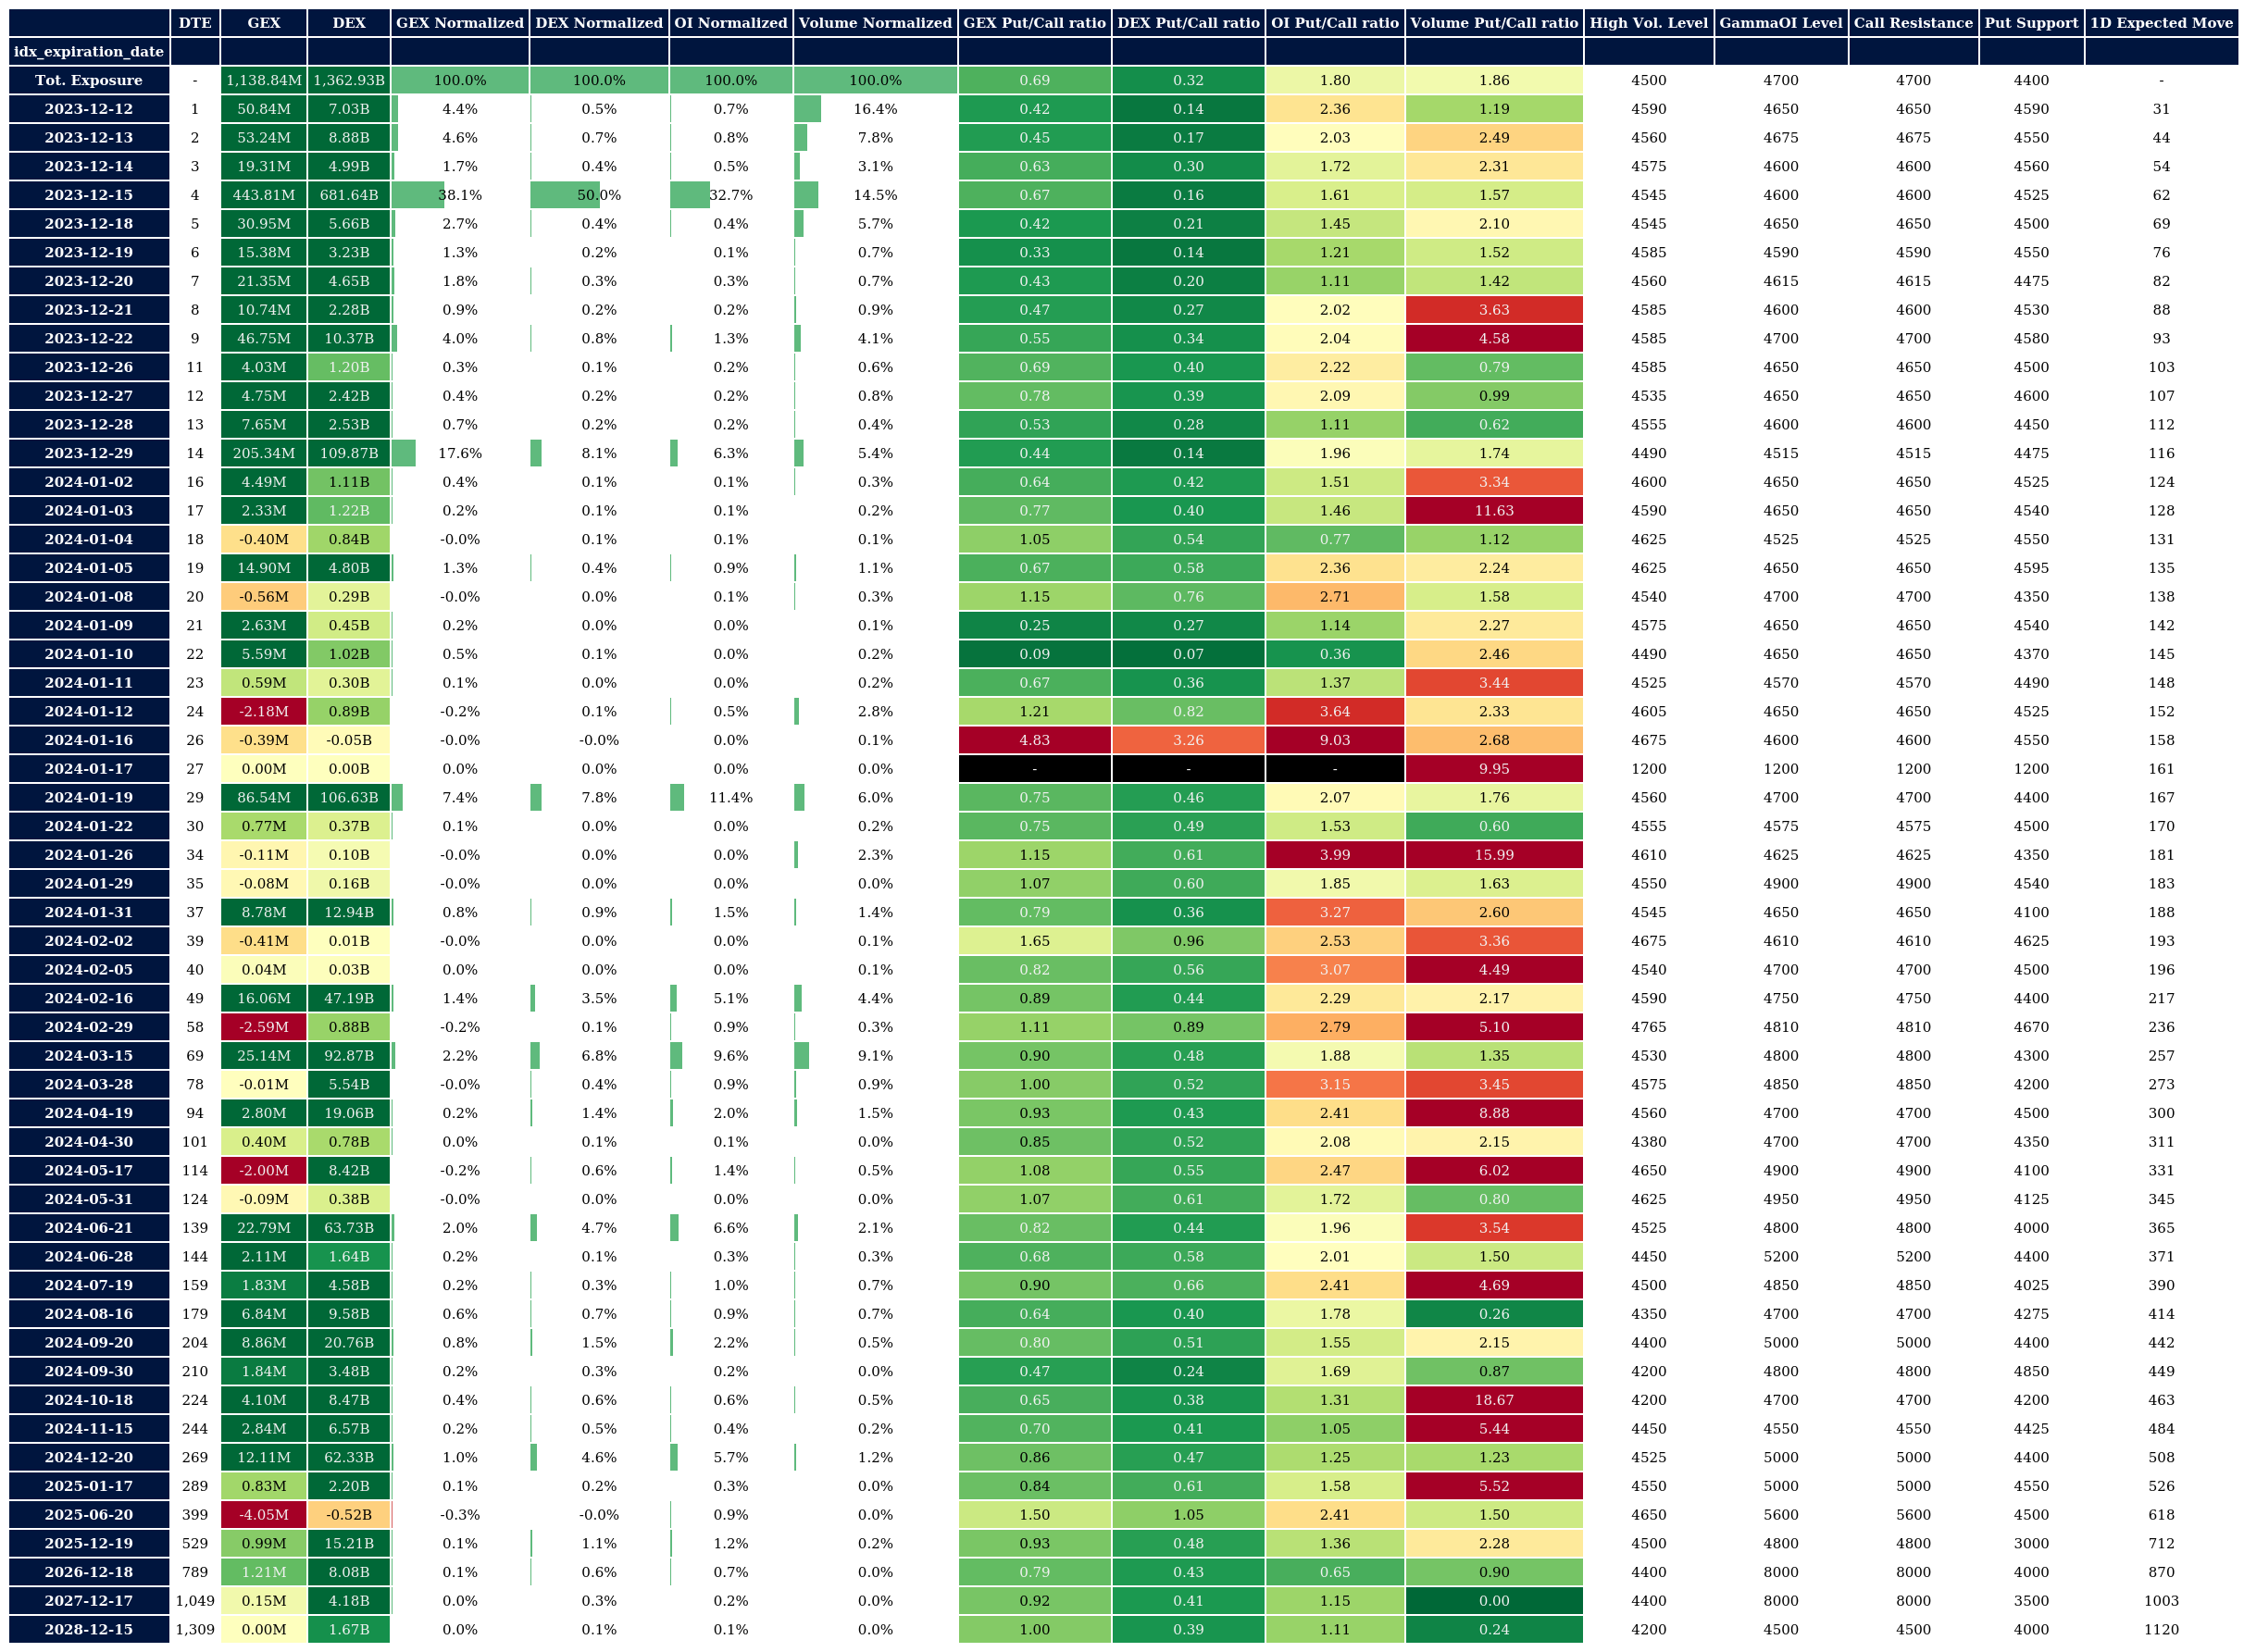 DTE GEX DEX GEX Normalized DEX Normalized OI Normalized Volume Normalized GEX Put/Call ratio DEX Put/Call ratio OI Put/Call ratio Volume Put/Call ratio High Vol. Level GammaOI Level Call Resistance Put Support 1D Expected Move
idx_expiration_date
Tot. Exposure - 1,138.84M 1,362.93B 100.0% 100.0% 100.0% 100.0% 0.69 0.32 1.80 1.86 4500 4700 4700 4400 -
2023-12-12 1 50.84M 7.03B 4.4% 0.5% 0.7% 16.4% 0.42 0.14 2.36 1.19 4590 4650 4650 4590 31
2023-12-13 2 53.24M 8.88B 4.6% 0.7% 0.8% 7.8% 0.45 0.17 2.03 2.49 4560 4675 4675 4550 44
2023-12-14 3 19.31M 4.99B 1.7% 0.4% 0.5% 3.1% 0.63 0.30 1.72 2.31 4575 4600 4600 4560 54
2023-12-15 4 443.81M 681.64B 38.1% 50.0% 32.7% 14.5% 0.67 0.16 1.61 1.57 4545 4600 4600 4525 62
2023-12-18 5 30.95M 5.66B 2.7% 0.4% 0.4% 5.7% 0.42 0.21 1.45 2.10 4545 4650 4650 4500 69
2023-12-19 6 15.38M 3.23B 1.3% 0.2% 0.1% 0.7% 0.33 0.14 1.21 1.52 4585 4590 4590 4550 76
2023-12-20 7 21.35M 4.65B 1.8% 0.3% 0.3% 0.7% 0.43 0.20 1.11 1.42 4560 4615 4615 4475 82
2023-12-21 8 10.74M 2.28B 0.9% 0.2% 0.2% 0.9% 0.47 0.27 2.02 3.63 4585 4600 4600 4530 88
2023-12-22 9 46.75M 10.37B 4.0% 0.8% 1.3% 4.1% 0.55 0.34 2.04 4.58 4585 4700 4700 4580 93
2023-12-26 11 4.03M 1.20B 0.3% 0.1% 0.2% 0.6% 0.69 0.40 2.22 0.79 4585 4650 4650 4500 103
2023-12-27 12 4.75M 2.42B 0.4% 0.2% 0.2% 0.8% 0.78 0.39 2.09 0.99 4535 4650 4650 4600 107
2023-12-28 13 7.65M 2.53B 0.7% 0.2% 0.2% 0.4% 0.53 0.28 1.11 0.62 4555 4600 4600 4450 112
2023-12-29 14 205.34M 109.87B 17.6% 8.1% 6.3% 5.4% 0.44 0.14 1.96 1.74 4490 4515 4515 4475 116
2024-01-02 16 4.49M 1.11B 0.4% 0.1% 0.1% 0.3% 0.64 0.42 1.51 3.34 4600 4650 4650 4525 124
2024-01-03 17 2.33M 1.22B 0.2% 0.1% 0.1% 0.2% 0.77 0.40 1.46 11.63 4590 4650 4650 4540 128
2024-01-04 18 -0.40M 0.84B -0.0% 0.1% 0.1% 0.1% 1.05 0.54 0.77 1.12 4625 4525 4525 4550 131
2024-01-05 19 14.90M 4.80B 1.3% 0.4% 0.9% 1.1% 0.67 0.58 2.36 2.24 4625 4650 4650 4595 135
2024-01-08 20 -0.56M 0.29B -0.0% 0.0% 0.1% 0.3% 1.15 0.76 2.71 1.58 4540 4700 4700 4350 138
2024-01-09 21 2.63M 0.45B 0.2% 0.0% 0.0% 0.1% 0.25 0.27 1.14 2.27 4575 4650 4650 4540 142
2024-01-10 22 5.59M 1.02B 0.5% 0.1% 0.0% 0.2% 0.09 0.07 0.36 2.46 4490 4650 4650 4370 145
2024-01-11 23 0.59M 0.30B 0.1% 0.0% 0.0% 0.2% 0.67 0.36 1.37 3.44 4525 4570 4570 4490 148
2024-01-12 24 -2.18M 0.89B -0.2% 0.1% 0.5% 2.8% 1.21 0.82 3.64 2.33 4605 4650 4650 4525 152
2024-01-16 26 -0.39M -0.05B -0.0% -0.0% 0.0% 0.1% 4.83 3.26 9.03 2.68 4675 4600 4600 4550 158
2024-01-17 27 0.00M 0.00B 0.0% 0.0% 0.0% 0.0% - - - 9.95 1200 1200 1200 1200 161
2024-01-19 29 86.54M 106.63B 7.4% 7.8% 11.4% 6.0% 0.75 0.46 2.07 1.76 4560 4700 4700 4400 167
2024-01-22 30 0.77M 0.37B 0.1% 0.0% 0.0% 0.2% 0.75 0.49 1.53 0.60 4555 4575 4575 4500 170
2024-01-26 34 -0.11M 0.10B -0.0% 0.0% 0.0% 2.3% 1.15 0.61 3.99 15.99 4610 4625 4625 4350 181
2024-01-29 35 -0.08M 0.16B -0.0% 0.0% 0.0% 0.0% 1.07 0.60 1.85 1.63 4550 4900 4900 4540 183
2024-01-31 37 8.78M 12.94B 0.8% 0.9% 1.5% 1.4% 0.79 0.36 3.27 2.60 4545 4650 4650 4100 188
2024-02-02 39 -0.41M 0.01B -0.0% 0.0% 0.0% 0.1% 1.65 0.96 2.53 3.36 4675 4610 4610 4625 193
2024-02-05 40 0.04M 0.03B 0.0% 0.0% 0.0% 0.1% 0.82 0.56 3.07 4.49 4540 4700 4700 4500 196
2024-02-16 49 16.06M 47.19B 1.4% 3.5% 5.1% 4.4% 0.89 0.44 2.29 2.17 4590 4750 4750 4400 217
2024-02-29 58 -2.59M 0.88B -0.2% 0.1% 0.9% 0.3% 1.11 0.89 2.79 5.10 4765 4810 4810 4670 236
2024-03-15 69 25.14M 92.87B 2.2% 6.8% 9.6% 9.1% 0.90 0.48 1.88 1.35 4530 4800 4800 4300 257
2024-03-28 78 -0.01M 5.54B -0.0% 0.4% 0.9% 0.9% 1.00 0.52 3.15 3.45 4575 4850 4850 4200 273
2024-04-19 94 2.80M 19.06B 0.2% 1.4% 2.0% 1.5% 0.93 0.43 2.41 8.88 4560 4700 4700 4500 300
2024-04-30 101 0.40M 0.78B 0.0% 0.1% 0.1% 0.0% 0.85 0.52 2.08 2.15 4380 4700 4700 4350 311
2024-05-17 114 -2.00M 8.42B -0.2% 0.6% 1.4% 0.5% 1.08 0.55 2.47 6.02 4650 4900 4900 4100 331
2024-05-31 124 -0.09M 0.38B -0.0% 0.0% 0.0% 0.0% 1.07 0.61 1.72 0.80 4625 4950 4950 4125 345
2024-06-21 139 22.79M 63.73B 2.0% 4.7% 6.6% 2.1% 0.82 0.44 1.96 3.54 4525 4800 4800 4000 365
2024-06-28 144 2.11M 1.64B 0.2% 0.1% 0.3% 0.3% 0.68 0.58 2.01 1.50 4450 5200 5200 4400 371
2024-07-19 159 1.83M 4.58B 0.2% 0.3% 1.0% 0.7% 0.90 0.66 2.41 4.69 4500 4850 4850 4025 390
2024-08-16 179 6.84M 9.58B 0.6% 0.7% 0.9% 0.7% 0.64 0.40 1.78 0.26 4350 4700 4700 4275 414
2024-09-20 204 8.86M 20.76B 0.8% 1.5% 2.2% 0.5% 0.80 0.51 1.55 2.15 4400 5000 5000 4400 442
2024-09-30 210 1.84M 3.48B 0.2% 0.3% 0.2% 0.0% 0.47 0.24 1.69 0.87 4200 4800 4800 4850 449
2024-10-18 224 4.10M 8.47B 0.4% 0.6% 0.6% 0.5% 0.65 0.38 1.31 18.67 4200 4700 4700 4200 463
2024-11-15 244 2.84M 6.57B 0.2% 0.5% 0.4% 0.2% 0.70 0.41 1.05 5.44 4450 4550 4550 4425 484
2024-12-20 269 12.11M 62.33B 1.0% 4.6% 5.7% 1.2% 0.86 0.47 1.25 1.23 4525 5000 5000 4400 508
2025-01-17 289 0.83M 2.20B 0.1% 0.2% 0.3% 0.0% 0.84 0.61 1.58 5.52 4550 5000 5000 4550 526
2025-06-20 399 -4.05M -0.52B -0.3% -0.0% 0.9% 0.0% 1.50 1.05 2.41 1.50 4650 5600 5600 4500 618
2025-12-19 529 0.99M 15.21B 0.1% 1.1% 1.2% 0.2% 0.93 0.48 1.36 2.28 4500 4800 4800 3000 712
2026-12-18 789 1.21M 8.08B 0.1% 0.6% 0.7% 0.0% 0.79 0.43 0.65 0.90 4400 8000 8000 4000 870
2027-12-17 1,049 0.15M 4.18B 0.0% 0.3% 0.2% 0.0% 0.92 0.41 1.15 0.00 4400 8000 8000 3500 1003
2028-12-15 1,309 0.00M 1.67B 0.0% 0.1% 0.1% 0.0% 1.00 0.39 1.11 0.24 4200 4500 4500 4000 1120